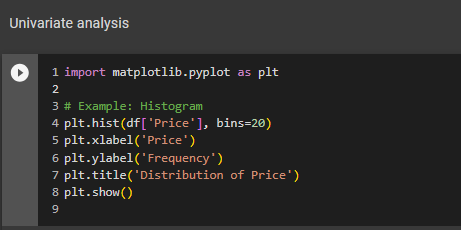 Univariate analysis
1 import matplotlib.pyplot as plt
2
3 # Example: Histogram
4 plt.hist(df['Price'], bins=20)
5 plt.xlabel('Price')
6 plt.ylabel('Frequency')
7 plt.title('Distribution of Price')
8 plt.show()
9